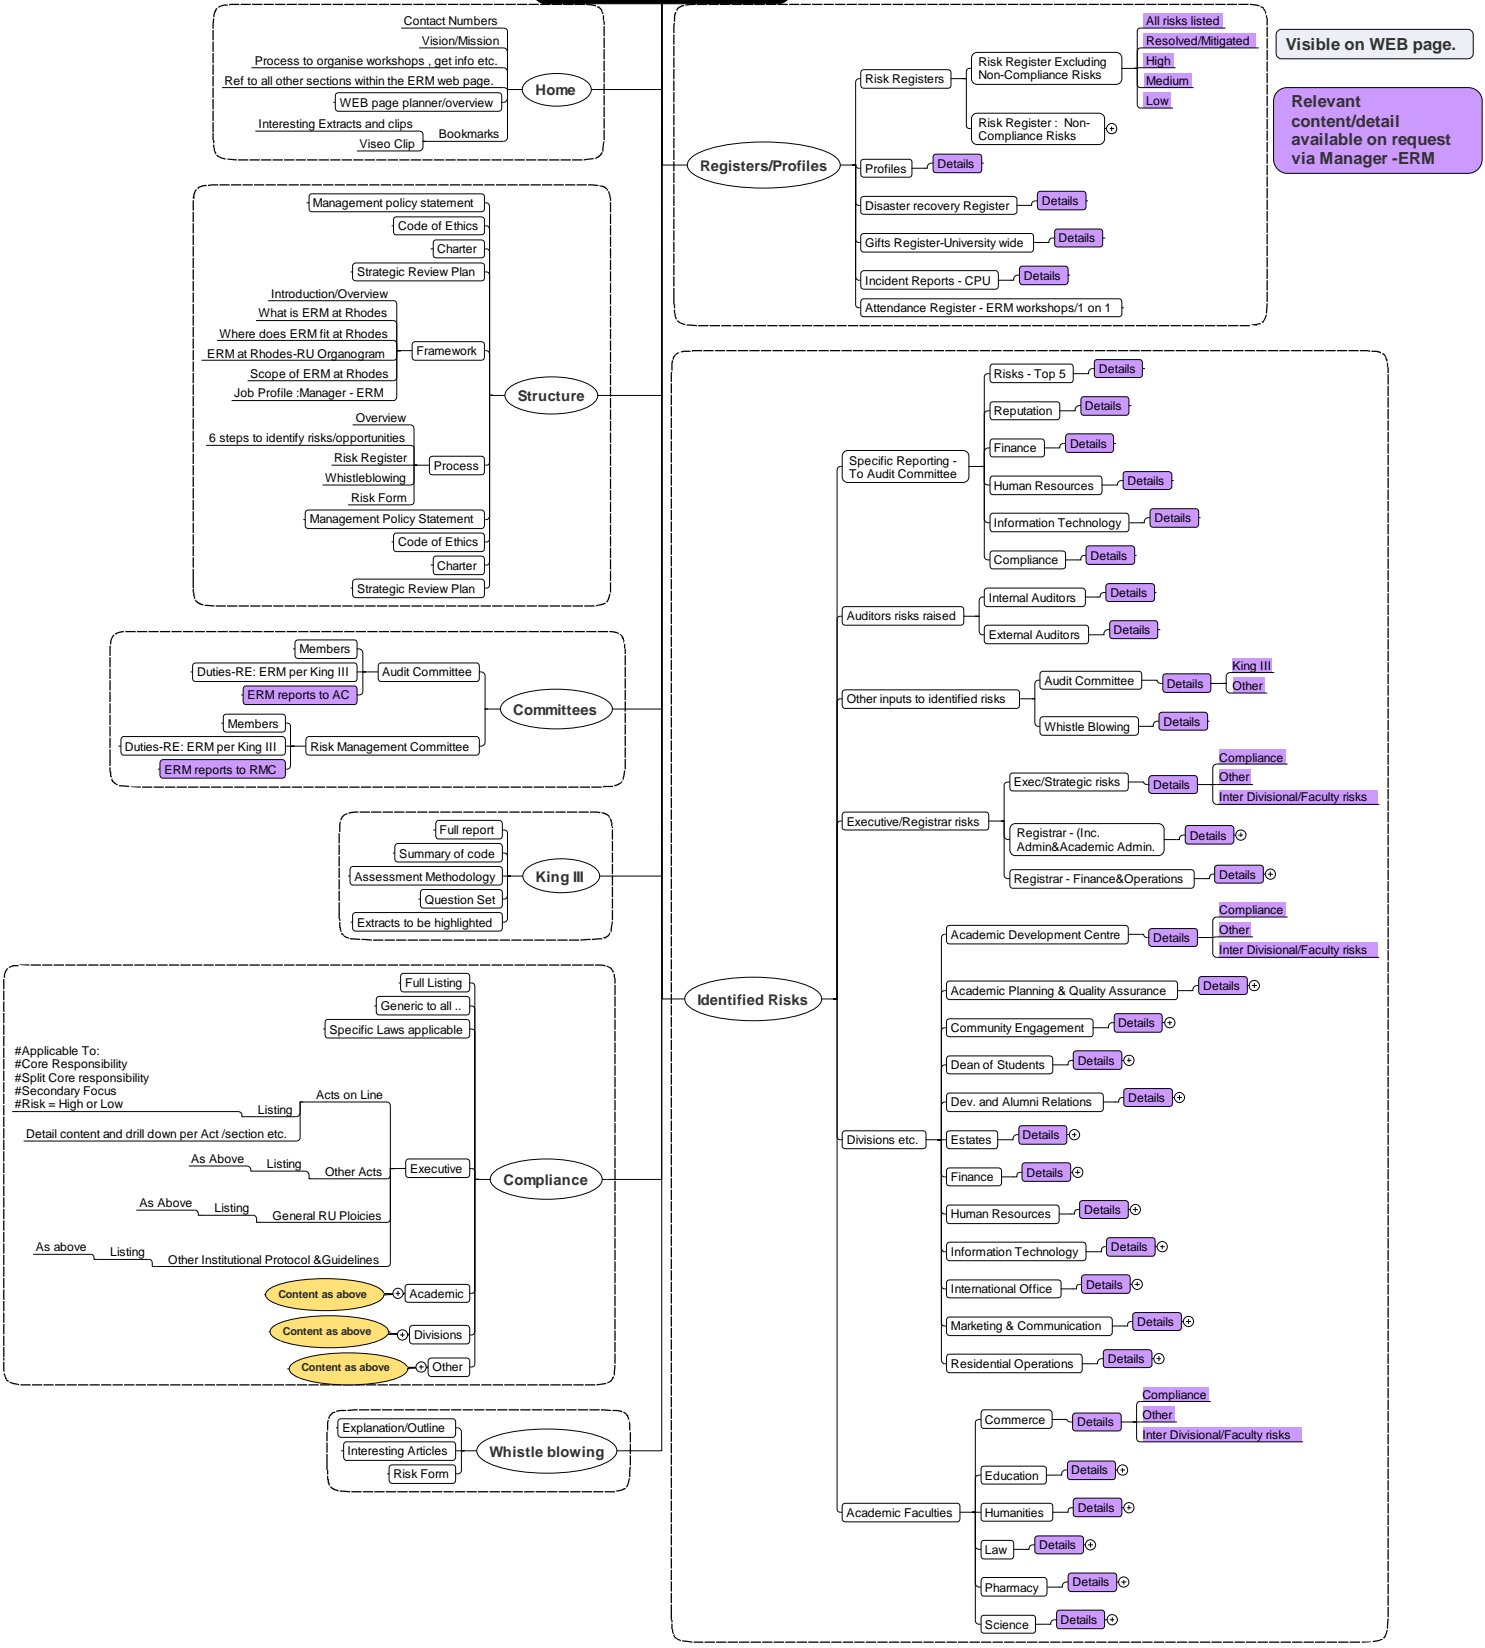 Contact Numbers
Vision/Mission
Process to organise workshops , get info etc.
Ref to all other sections within the ERM web page.
WEB page planner/overview
Interesting Extracts and clips
Viseo Clip
Bookmarks
Home
Management policy statement
Code of Ethics
Charter
Strategic Review Plan
Introduction/Overview
What is ERM at Rhodes
Where does ERM fit at Rhodes
ERM at Rhodes-RU Organogram
Scope of ERM at Rhodes
Job Profile :Manager - ERM
Framework
Structure
Overview
6 steps to identify risks/opportunities
Risk Register
Whistleblowing
Risk Form
Process
Management Policy Statement
Code of Ethics
Charter
Strategic Review Plan
Members
Duties-RE: ERM per King III
ERM reports to AC
Audit Committee
Members
Duties-RE: ERM per King III
ERM reports to RMC
Risk Management Committee
Committees
Full report
Summary of code
Assessment Methodology
Question Set
Extracts to be highlighted
King III
Full Listing
Generic to all ..
Specific Laws applicable
#Applicable To:
#Core Responsibility
#Split Core responsibility
#Secondary Focus
#Risk = High or Low
Listing
Acts on Line
Detail content and drill down per Act /section etc.
As Above
Listing
Other Acts
Executive
As Above
Listing
General RU Ploicies
As above
Listing
Other Institutional Protocol &Guidelines
Content as above
Academic
Content as above
Divisions
Content as above
Other
Compliance
Explanation/Outline
Interesting Articles
Risk Form
Whistle blowing
Registers/Profiles
Risk Registers
Risk Register Excluding
Non-Compliance Risks
All risks listed
Resolved/Mitigated
High
Medium
Low
Risk Register : Non-
Compliance Risks
Profiles
Details
Disaster recovery Register
Details
Gifts Register-University wide
Details
Incident Reports - CPU
Details
Attendance Register - ERM workshops/1 on 1
Visible on WEB page.
Relevant
content/detail
available on request
via Manager -ERM
Identified Risks
Specific Reporting -
To Audit Committee
Risks - Top 5
Details
Reputation
Details
Finance
Details
Human Resources
Details
Information Technology
Details
Compliance
Details
Auditors risks raised
Internal Auditors
Details
External Auditors
Details
Other inputs to identified risks
Audit Committee
Details
King III
Other
Whistle Blowing
Details
Executive/Registrar risks
Exec/Strategic risks
Details
Compliance
Other
Inter Divisional/Faculty risks
Registrar - (Inc.
Admin&Academic Admin.
Details
Registrar - Finance&Operations
Details
Divisions etc.
Academic Development Centre
Details
Compliance
Other
Inter Divisional/Faculty risks
Academic Planning & Quality Assurance
Details
Community Engagement
Details
Dean of Students
Details
Dev. and Alumni Relations
Details
Estates
Details
Finance
Details
Human Resources
Details
Information Technology
Details
International Office
Details
Marketing & Communication
Details
Residential Operations
Details
Academic Faculties
Commerce
Details
Compliance
Other
Inter Divisional/Faculty risks
Education
Details
Humanities
Details
Law
Details
Pharmacy
Details
Science
Details